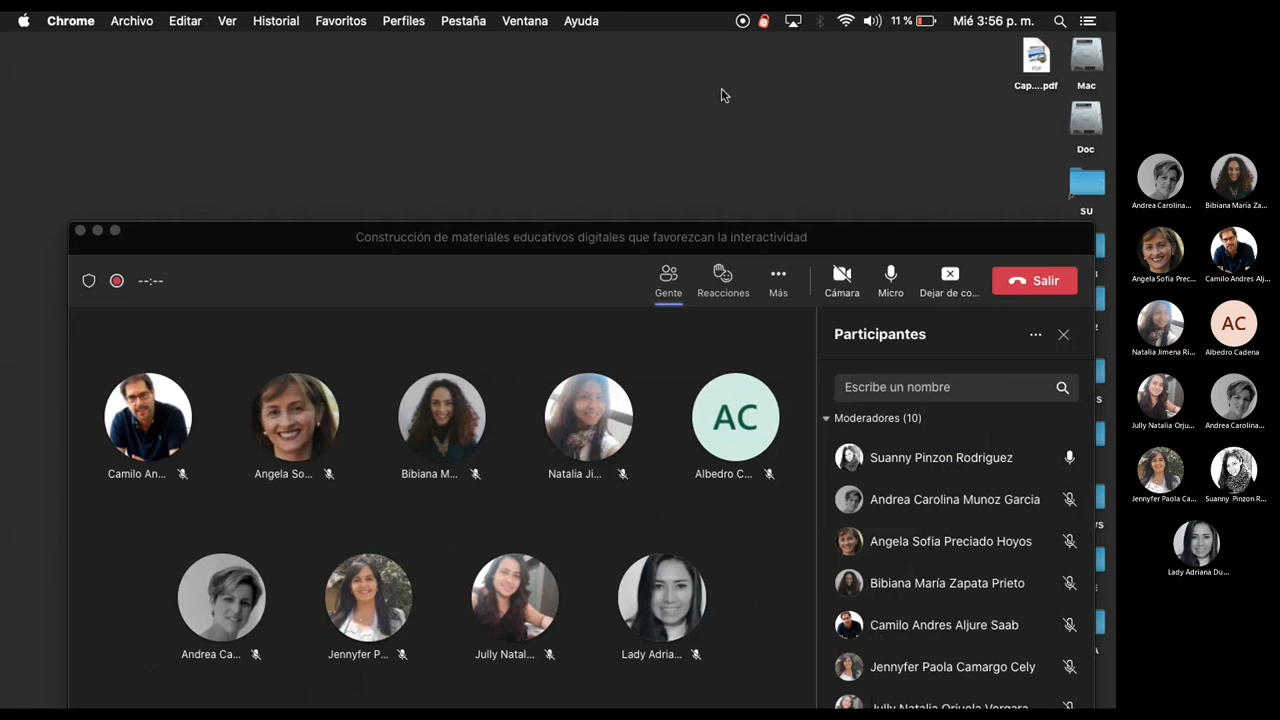 Chrome Archivo Editar Ver Historial Favoritos Perfiles Pestaña Ventana Ayuda 11 % Mié 3:56 p. m.
Cap....pdf Mac
Doc
SU
Construcción de materiales educativos digitales que favorezcan la interactividad
--:-- Gente Reacciones Más Cámara Micro Dejar de co... Salir
Participantes
Escribe un nombre
Moderadores (10)
Suanny Pinzon Rodriguez
Andrea Carolina Munoz Garcia
Angela Sofia Preciado Hoyos
Bibiana María Zapata Prieto
Camilo Andres Aljure Saab
Jennyfer Paola Camargo Cely
Jully Natalia Orjuela Vergara
AC
Camilo An... Angela So... Bibiana M... Natalia Ji... Albedro C...
Andrea Ca... Jennyfer P... Jully Natal... Lady Adria...
Andrea Carolina... Bibiana María Za...
Angela Sofia Prec... Camilo Andres Alj...
AC
Natalia Jimena Ri... Albedro Cadena
Jully Natalia Orju... Andrea Carolina...
Jennyfer Paola Ca... Suanny Pinzon R...
Lady Adriana Du...